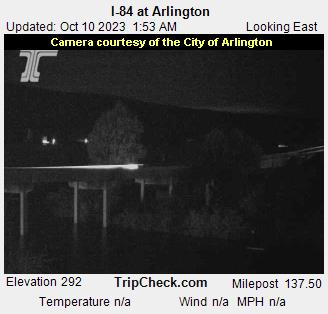 I-84 at Arlington
Updated: Oct 10 2023 1:53 AM Looking East
Camera courtesy of the City of Arlington
Elevation 292 TripCheck.com Milepost 137.50
Temperature n/a Wind n/a MPH n/a